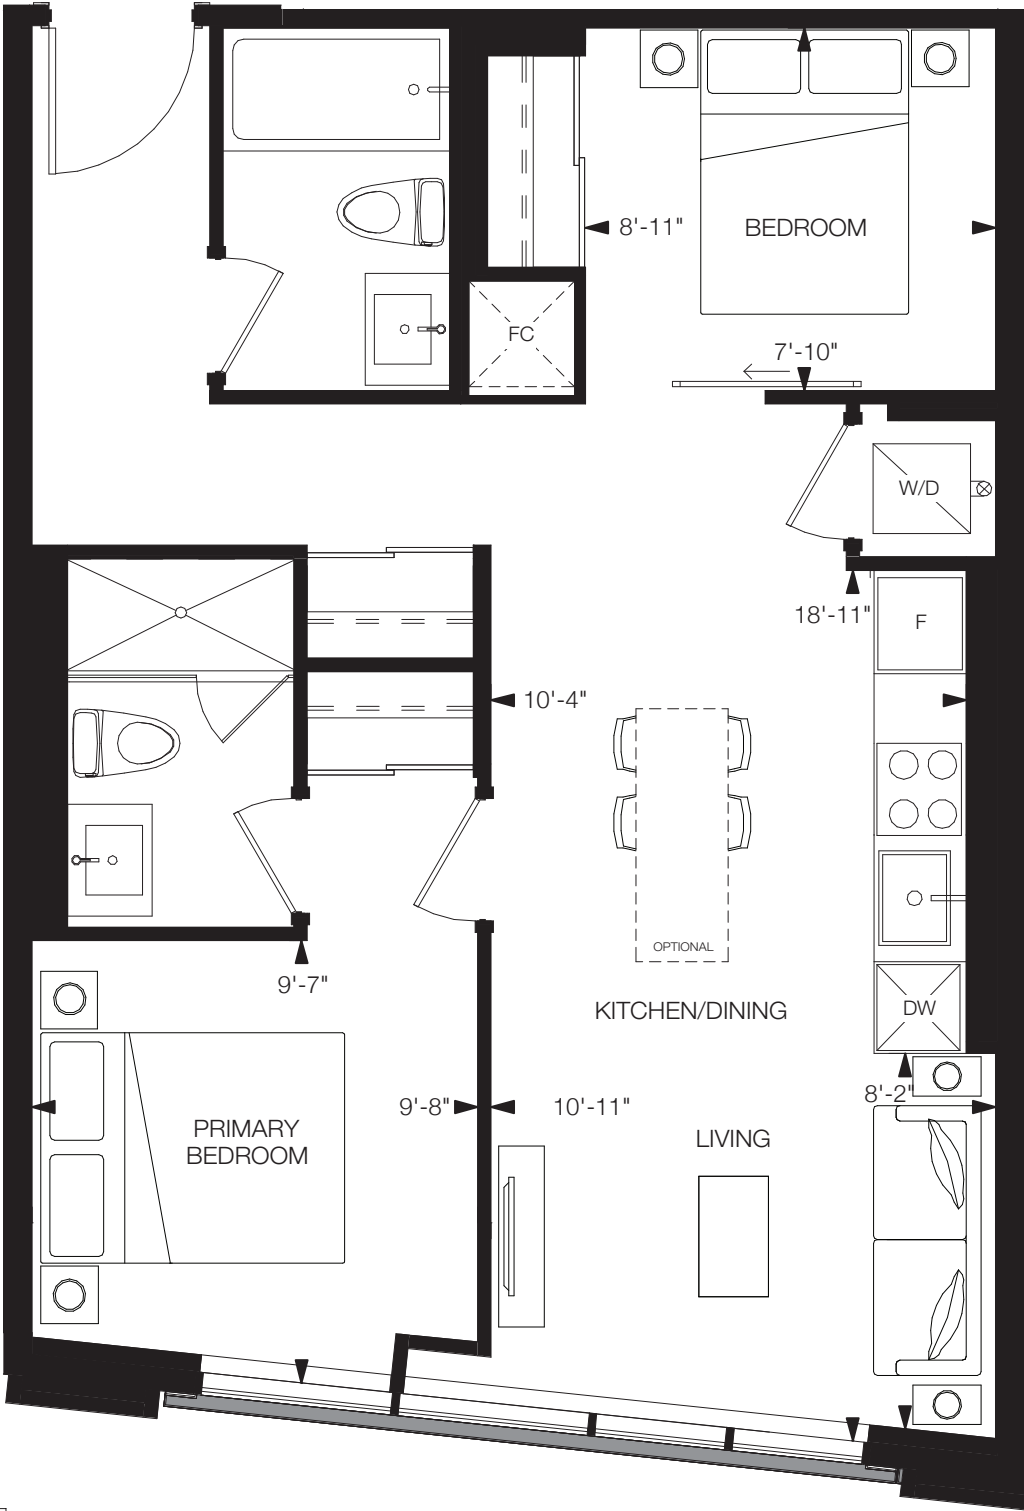 8'-11"
BEDROOM
FC
7'-10"
W/D
18'-11"
F
10'-4"
OPTIONAL
9'-7"
KITCHEN/DINING
DW
9'-8"
10'-11"
8'-2"
PRIMARY
BEDROOM
LIVING